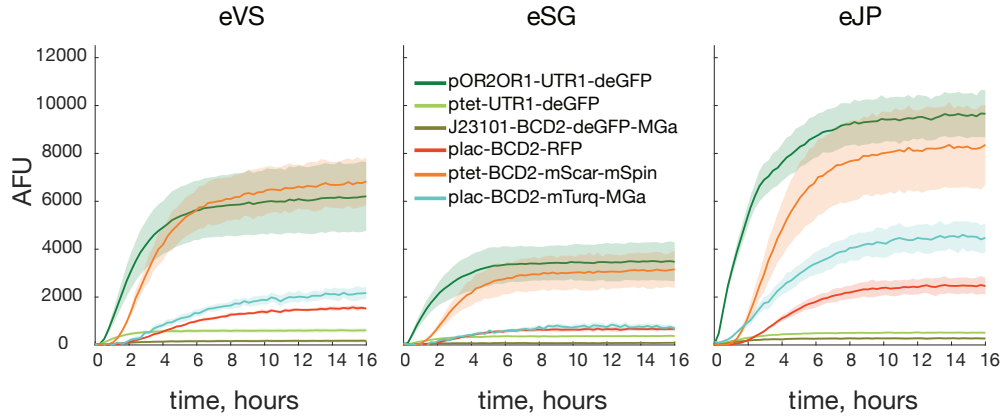 eVS eSG eJP
12000
10000
8000
6000
4000
2000
0
AFU
pOR2OR1-UTR1-deGFP
ptet-UTR1-deGFP
J23101-BCD2-deGFP-MGa
plac-BCD2-RFP
ptet-BCD2-mScar-mSpin
plac-BCD2-mTurq-MGa
0 2 4 6 8 10 12 14 16 0 2 4 6 8 10 12 14 16 0 2 4 6 8 10 12 14 16
time, hours time, hours time, hours